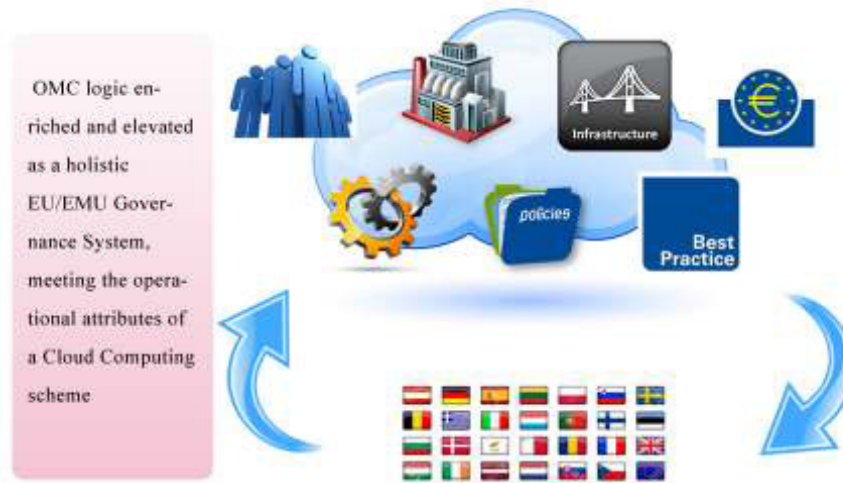 OMC logic en-
riched and elevated
as a holistic
EU/EMU Gover-
nance System,
meeting the opera-
tional attributes of
a Cloud Computing
scheme
Infrastructure
€
policies
Best
Practice